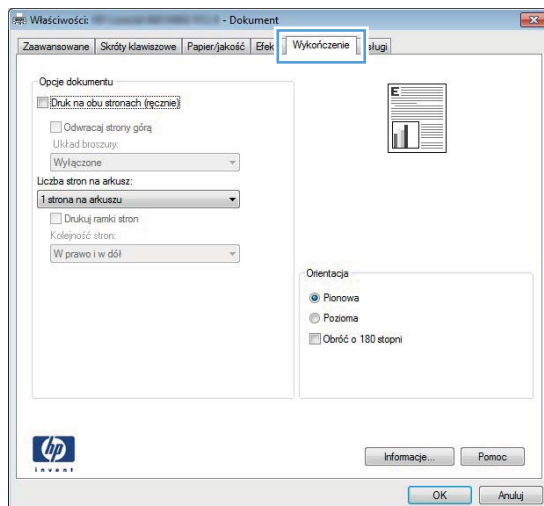 Właściwości: - Dokument
Zaawansowane Skróty klawiszowe Papier/jakość Efek Wykończenie sługi
Opcje dokumentu
Druk na obu stronach (ręcznie)
Odwracaj strony górą
Układ broszury:
Wyłączone
Liczba stron na arkusz:
1 strona na arkuszu
Drukuj ramki stron
Kolejność stron:
W prawo i w dół
E
Orientacja
Pionowa
Pozioma
Obróć o 180 stopni
hp
invent
Informacje... Pomoc
OK Anuluj